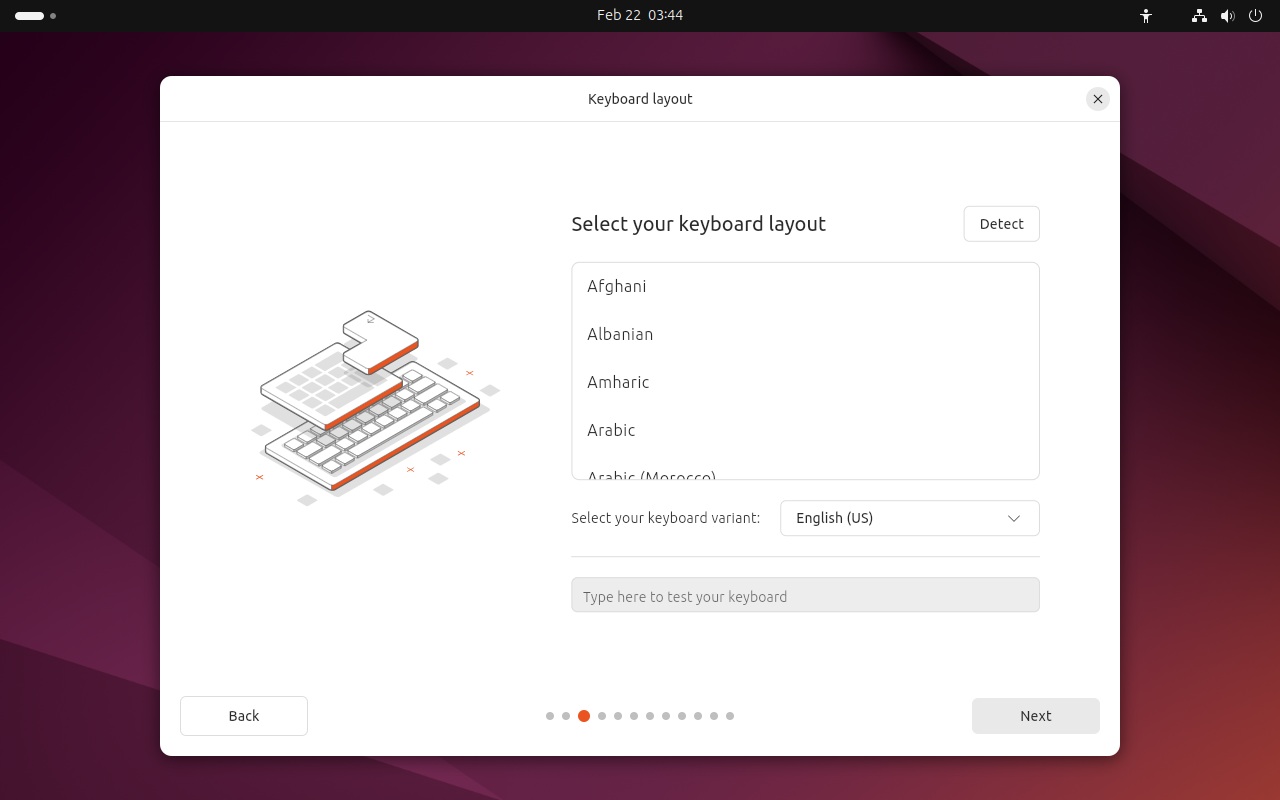 Feb 22 03:44
Keyboard layout
Select your keyboard layout
Detect
Afghani
Albanian
Amharic
Arabic
Arabic (Morocco)
Select your keyboard variant:
English (US)
Type here to test your keyboard
Back
Next